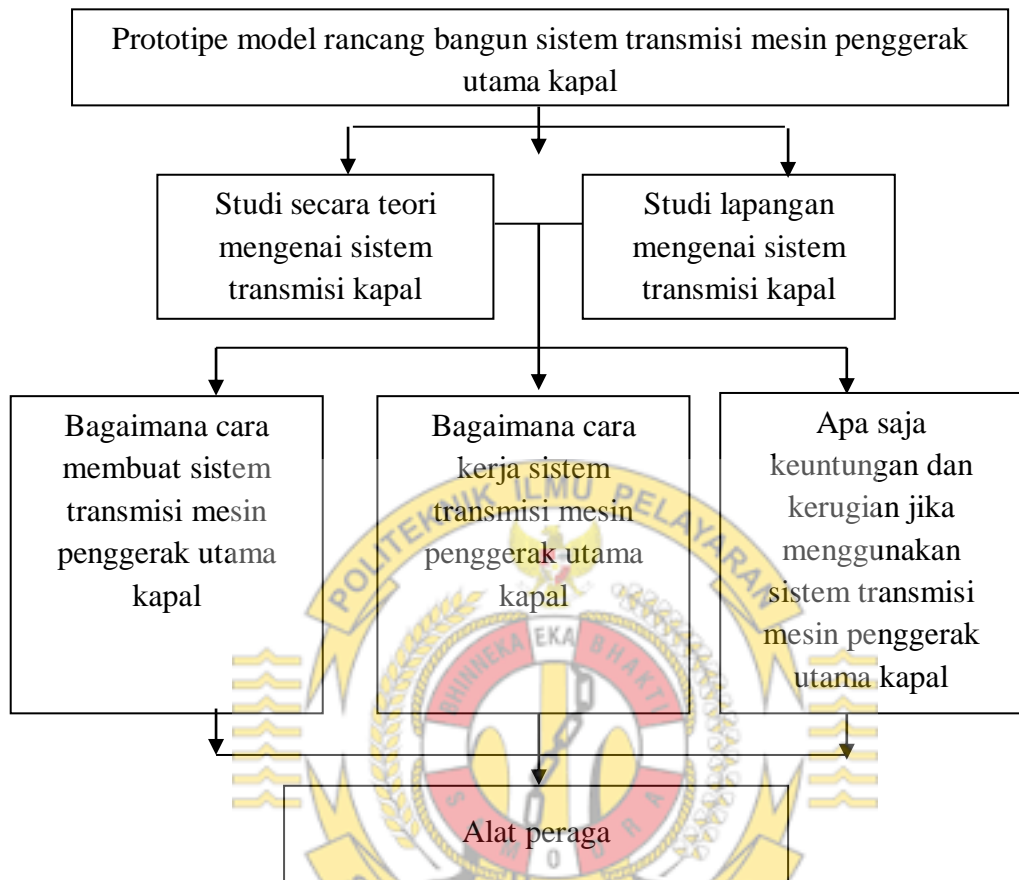 Prototipe model rancang bangun sistem transmisi mesin penggerak
utama kapal
Studi secara teori
mengenai sistem
transmisi kapal
Studi lapangan
mengenai sistem
transmisi kapal
Bagaimana cara
membuat sistem
transmisi mesin
penggerak utama
kapal
Bagaimana cara
kerja sistem
transmisi mesin
penggerak utama
kapal
Apa saja
keuntungan dan
kerugian jika
menggunakan
sistem transmisi
mesin penggerak
utama kapal
POLITEKNIK ILMU PELAYARAN
BHINNEKA EKA BHAKTI
SAMODRA
Alat peraga